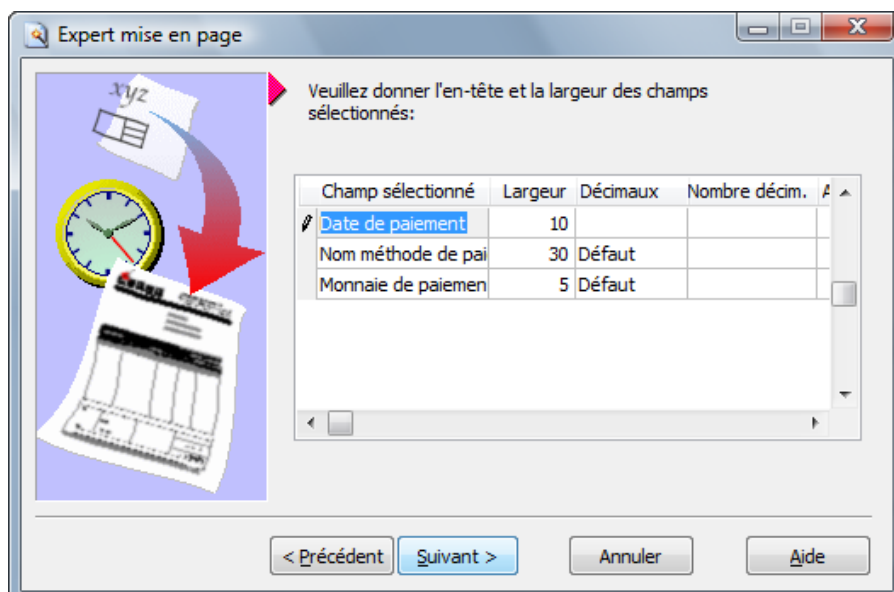 Expert mise en page
xyz
Veuillez donner l'en-tête et la largeur des champs
sélectionnés:
Champ sélectionné Largeur Décimaux Nombre décim. A
Date de paiement 10
Nom méthode de pai 30 Défaut
Monnaie de paiemen 5 Défaut
< Précédent Suivant > Annuler Aide